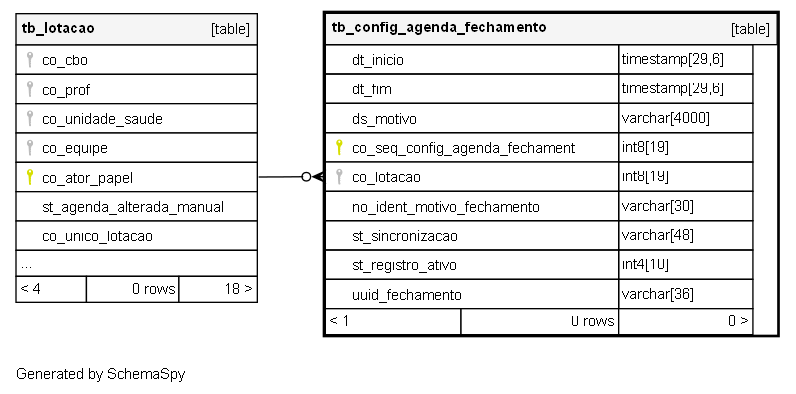 tb_lotacao [table]
co_cbo
co_prof
co_unidade_saude
co_equipe
co_ator_papel
st_agenda_alterada_manual
co_unico_lotacao
...
< 4 0 rows 18 >
tb_config_agenda_fechamento [table]
dt_inicio timestamp[29,6]
dt_fim timestamp[29,6]
ds_motivo varchar[4000]
co_seq_config_agenda_fechament int8[19]
co_lotacao int8[19]
no_ident_motivo_fechamento varchar[30]
st_sincronizacao varchar[48]
st_registro_ativo int4[10]
uuid_fechamento varchar[36]
< 1 0 rows 0 >
Generated by SchemaSpy